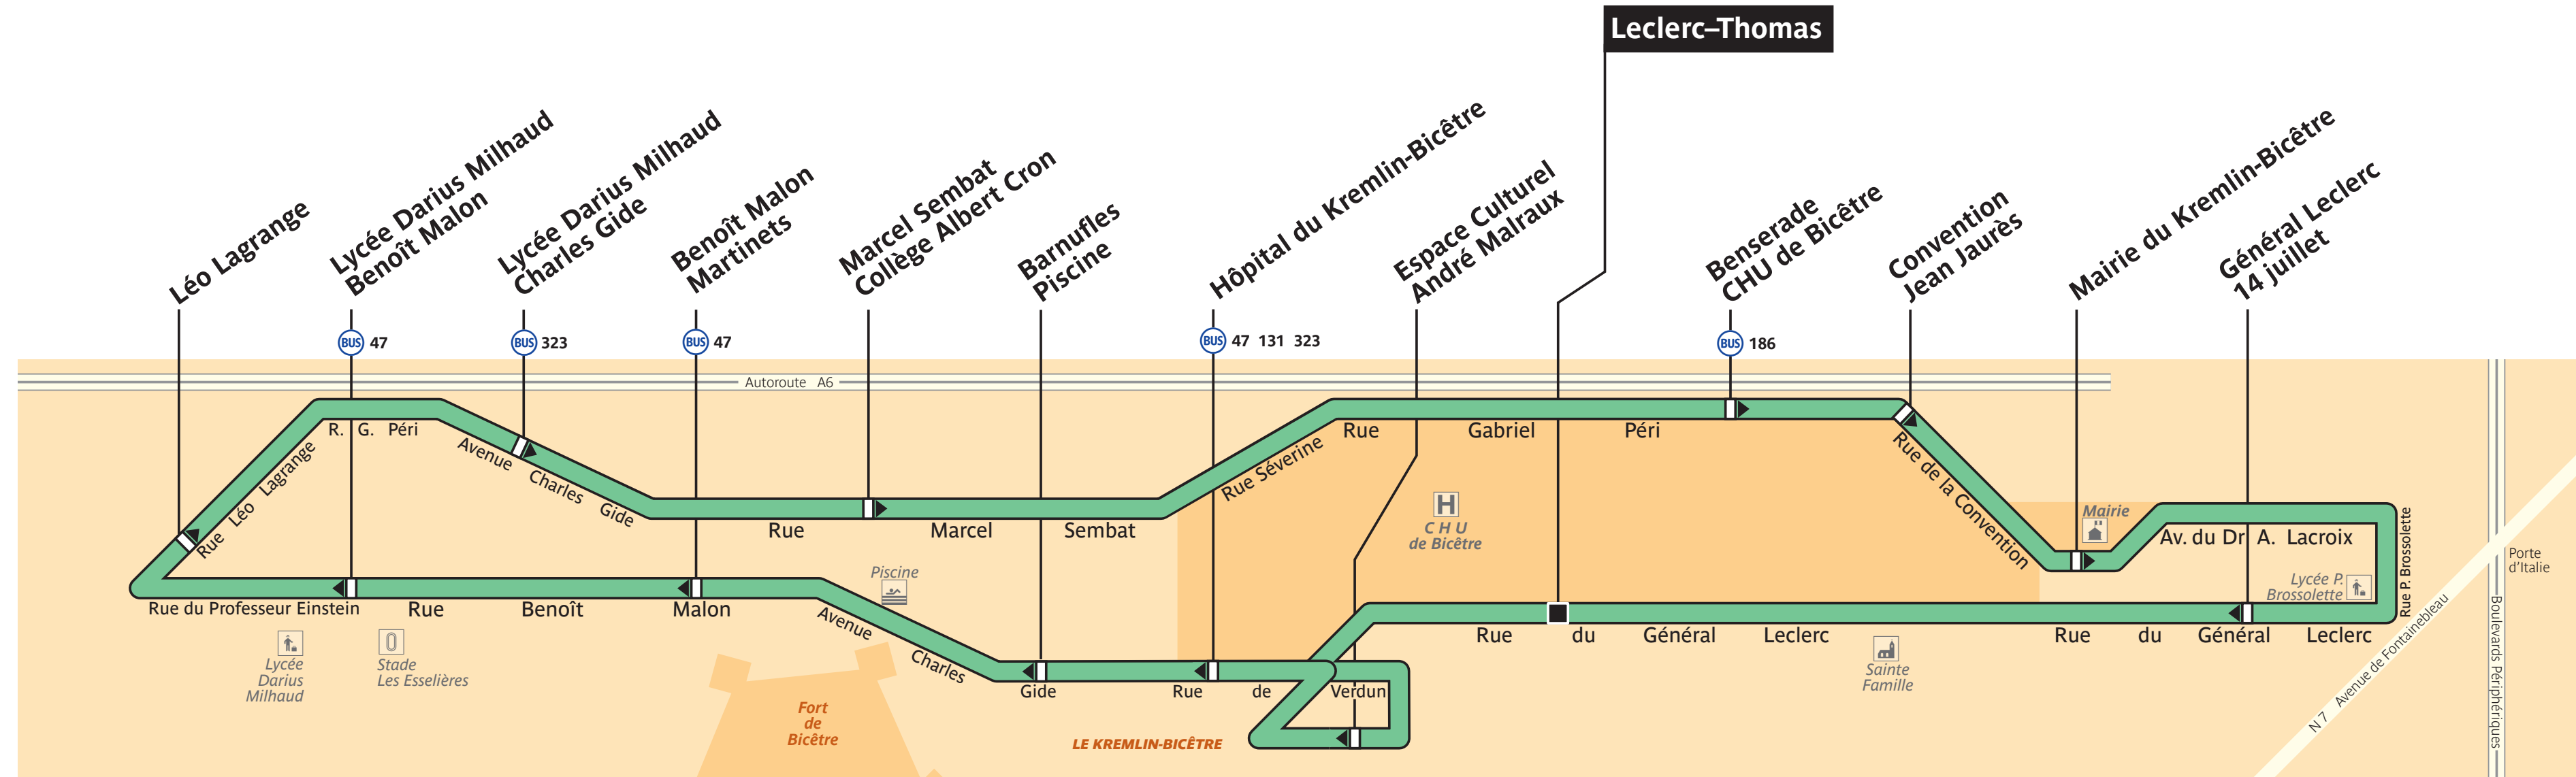 Leclerc–Thomas
Léo Lagrange
Lycée Darius Milhaud
Benoît Malon
Lycée Darius Milhaud
Charles Gide
Benoît Malon
Martinets
Marcel Sembat
Collège Albert Cron
Barnufles
Piscine
Hôpital du Kremlin-Bicêtre
Espace Culturel
André Malraux
Benserade
CHU de Bicêtre
Convention
Jean Jaurès
Mairie du Kremlin-Bicêtre
Général Leclerc
14 juillet
BUS 47
BUS 323
BUS 47
BUS 47 131 323
BUS 186
Autoroute A6
R. G. Péri
Rue Léo Lagrange
Avenue Charles Gide
Rue Marcel Sembat
Rue Séverine
Rue Gabriel Péri
Rue de la Convention
Mairie
Av. du Dr A. Lacroix
Rue P. Brossolette
Lycée P.
Brossolette
Porte
d'Italie
H
C H U
de Bicêtre
Piscine
Rue du Professeur Einstein
Rue Benoît Malon
Avenue Charles Gide
Rue de Verdun
Rue du Général Leclerc
Rue du Général Leclerc
Lycée
Darius
Milhaud
Stade
Les Esselières
Fort
de
Bicêtre
LE KREMLIN-BICÊTRE
Sainte
Famille
N 7 Avenue de Fontainebleau
Boulevards Périphériques